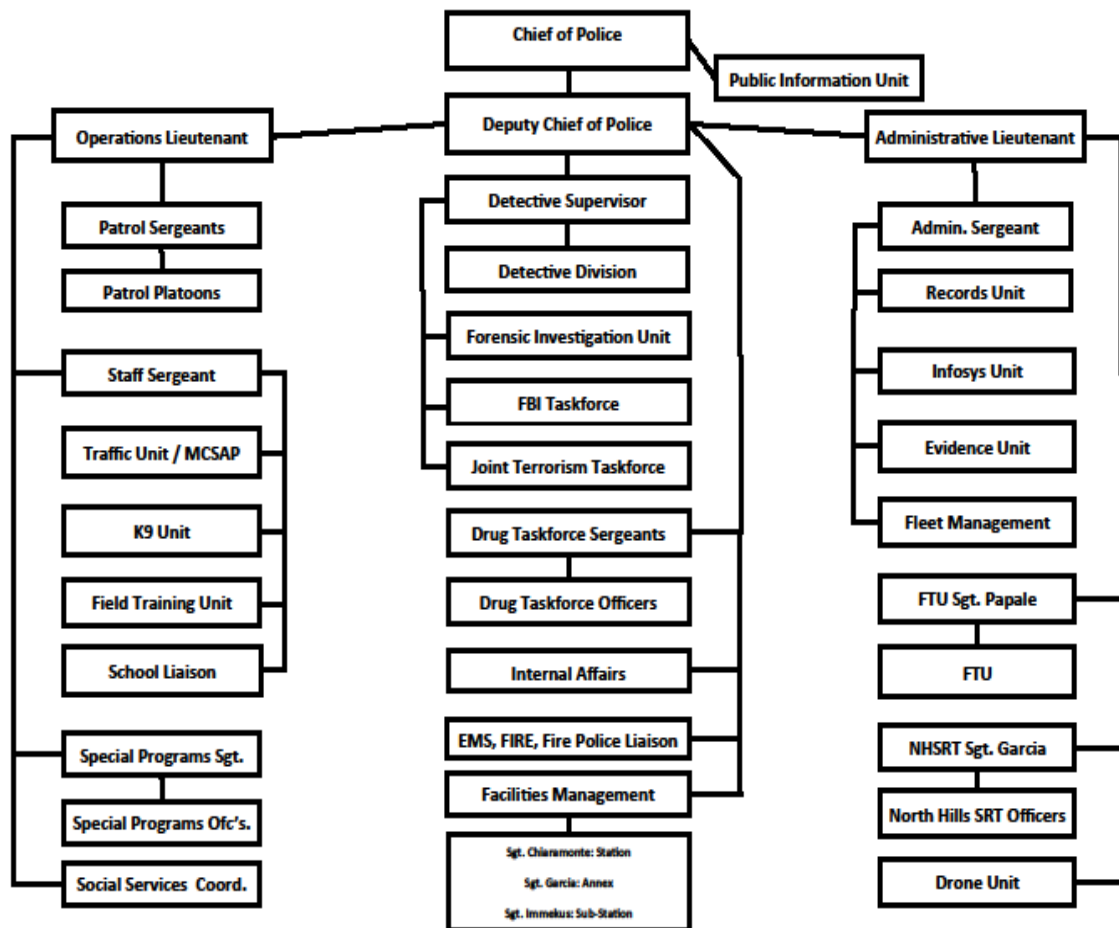 Chief of Police
Public Information Unit
Operations Lieutenant
Deputy Chief of Police
Administrative Lieutenant
Patrol Sergeants
Patrol Platoons
Staff Sergeant
Traffic Unit / MCSAP
K9 Unit
Field Training Unit
School Liaison
Special Programs Sgt.
Special Programs Ofc's.
Social Services Coord.
Detective Supervisor
Detective Division
Forensic Investigation Unit
FBI Taskforce
Joint Terrorism Taskforce
Drug Taskforce Sergeants
Drug Taskforce Officers
Internal Affairs
EMS, FIRE, Fire Police Liaison
Facilities Management
Sgt. Chiaramonte: Station
Sgt. Garcia: Annex
Sgt. Immekus: Sub-Station
Admin. Sergeant
Records Unit
Infosys Unit
Evidence Unit
Fleet Management
FTU Sgt. Papale
FTU
NHSRT Sgt. Garcia
North Hills SRT Officers
Drone Unit